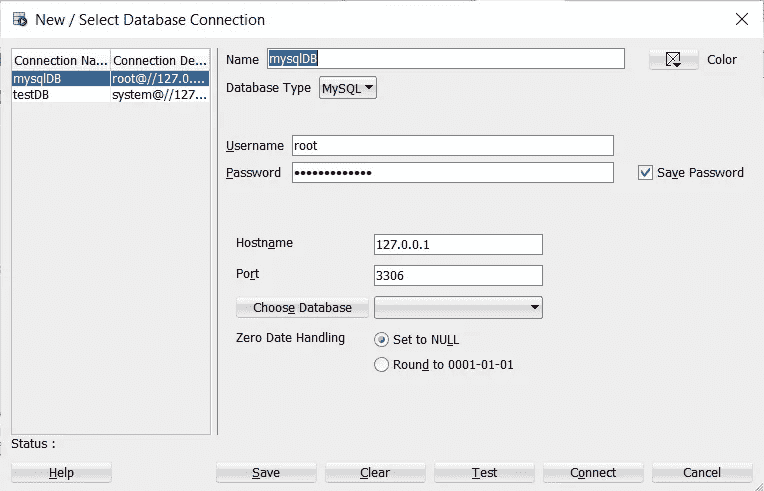 New / Select Database Connection
Connection Na... Connection De...
mysqlDB root@//127.0....
testDB system@//127...
Name mysqlDB Color
Database Type MySQL
Username root
Password ••••••••••••• Save Password
Hostname 127.0.0.1
Port 3306
Choose Database
Zero Date Handling Set to NULL
Round to 0001-01-01
Status :
Help Save Clear Test Connect Cancel